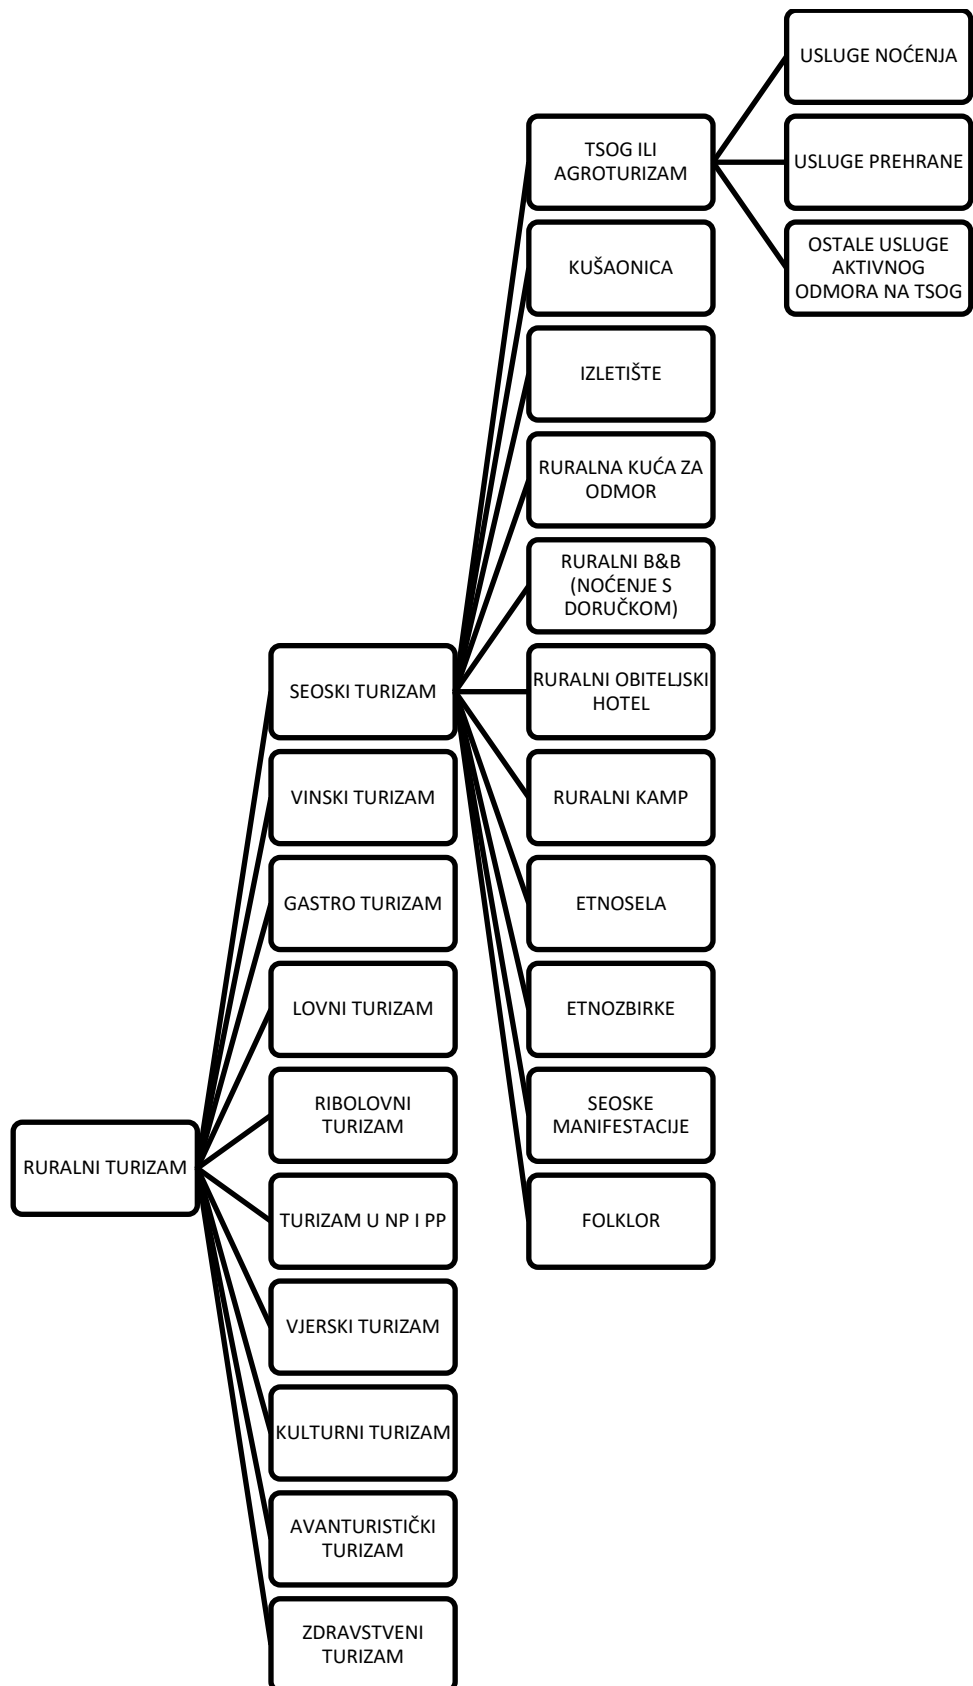 USLUGE NOĆENJA
TSOG ILI
AGROTURIZAM
USLUGE PREHRANE
OSTALE USLUGE
AKTIVNOG
ODMORA NA TSOG
KUŠAONICA
IZLETIŠTE
RURALNA KUĆA ZA
ODMOR
RURALNI B&B
(NOĆENJE S
DORUČKOM)
SEOSKI TURIZAM
RURALNI OBITELJSKI
HOTEL
VINSKI TURIZAM
RURALNI KAMP
GASTRO TURIZAM
ETNOSELA
LOVNI TURIZAM
ETNOZBIRKE
RIBOLOVNI
TURIZAM
SEOSKE
MANIFESTACIJE
RURALNI TURIZAM
TURIZAM U NP I PP
FOLKLOR
VJERSKI TURIZAM
KULTURNI TURIZAM
AVANTURISTIČKI
TURIZAM
ZDRAVSTVENI
TURIZAM